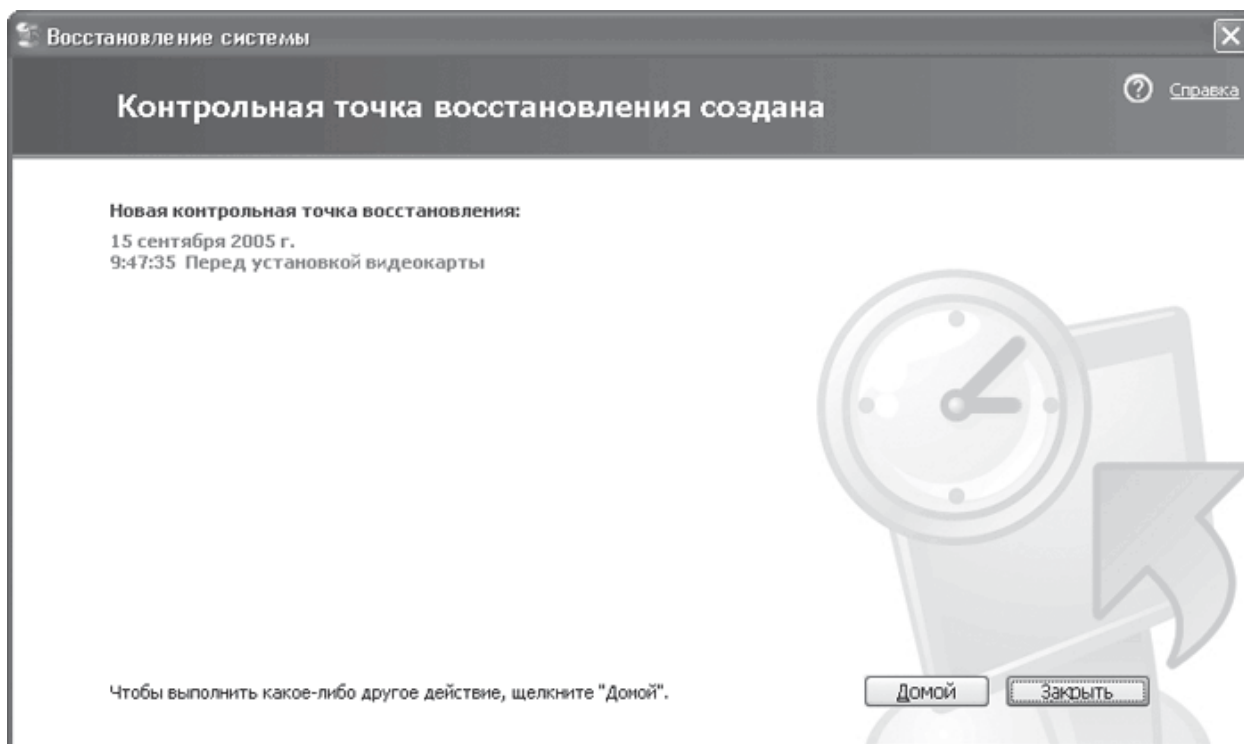 Восстановление системы
Контрольная точка восстановления создана
Справка
Новая контрольная точка восстановления:
15 сентября 2005 г.
9:47:35 Перед установкой видеокарты
Чтобы выполнить какое-либо другое действие, щелкните "Домой".
Домой
Закрыть